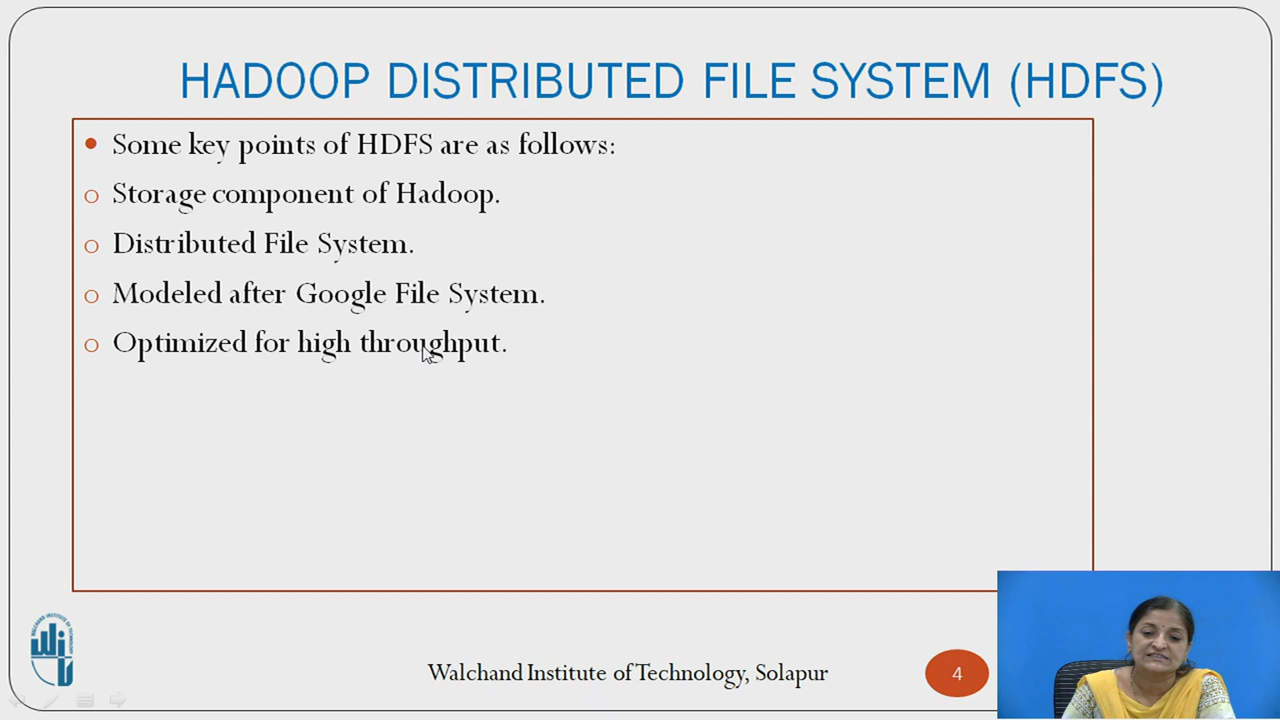 HADOOP DISTRIBUTED FILE SYSTEM (HDFS)
Some key points of HDFS are as follows:
Storage component of Hadoop.
Distributed File System.
Modeled after Google File System.
Optimized for high throughput.
Walchand Institute of Technology, Solapur
4